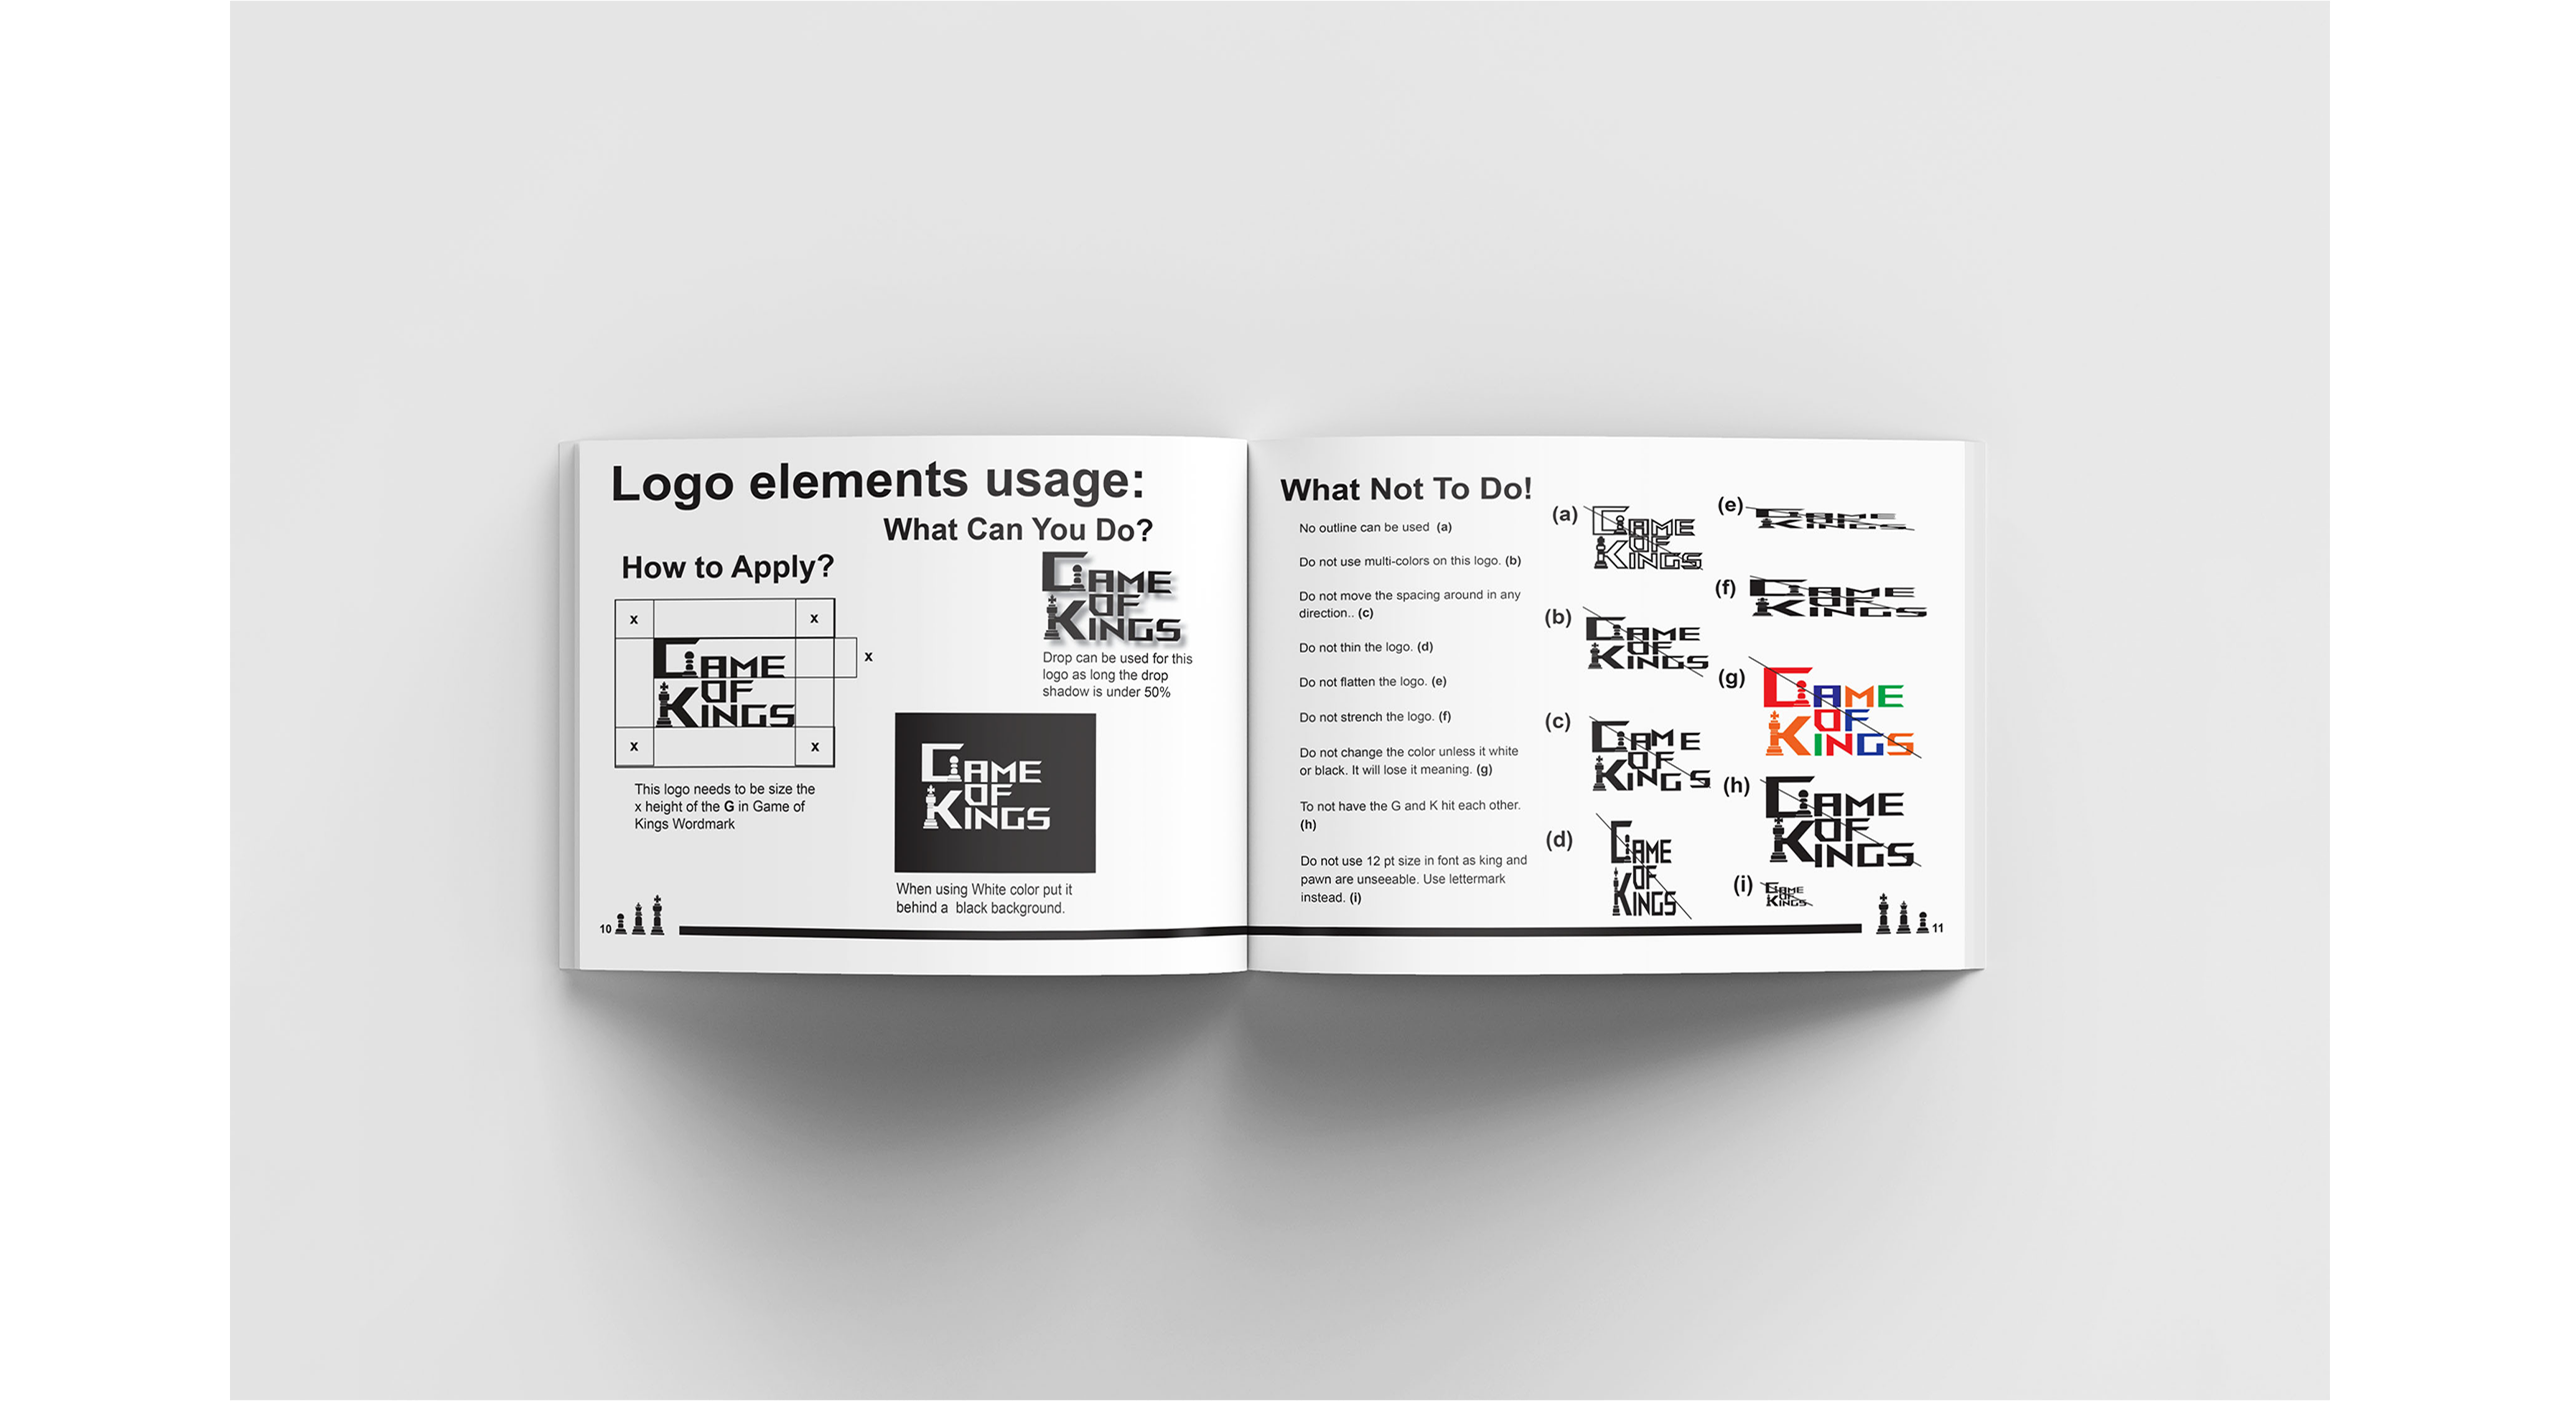 Logo elements usage:
What Can You Do?
How to Apply?
x
x
x
GAME
OF
KINGS
x
x
This logo needs to be size the
x height of the G in Game of
Kings Wordmark
GAME
OF
KINGS
Drop can be used for this
logo as long the drop
shadow is under 50%
GAME
OF
KINGS
When using White color put it
behind a black background.
10
What Not To Do!
No outline can be used (a)
Do not use multi-colors on this logo. (b)
Do not move the spacing around in any
direction.. (c)
Do not thin the logo. (d)
Do not flatten the logo. (e)
Do not strench the logo. (f)
Do not change the color unless it white
or black. It will lose it meaning. (g)
To not have the G and K hit each other.
(h)
Do not use 12 pt size in font as king and
pawn are unseeable. Use lettermark
instead. (i)
(a)
GAME
OF
KINGS
(b)
GAME
OF
KINGS
(c)
GAME
OF
KINGS
(d)
GAME
OF
KINGS
(e)
GAME
OF
KINGS
(f)
GAME
OF
KINGS
(g)
GAME
OF
KINGS
(h)
GAME
OF
KINGS
(i)
GAME
OF
KINGS
11